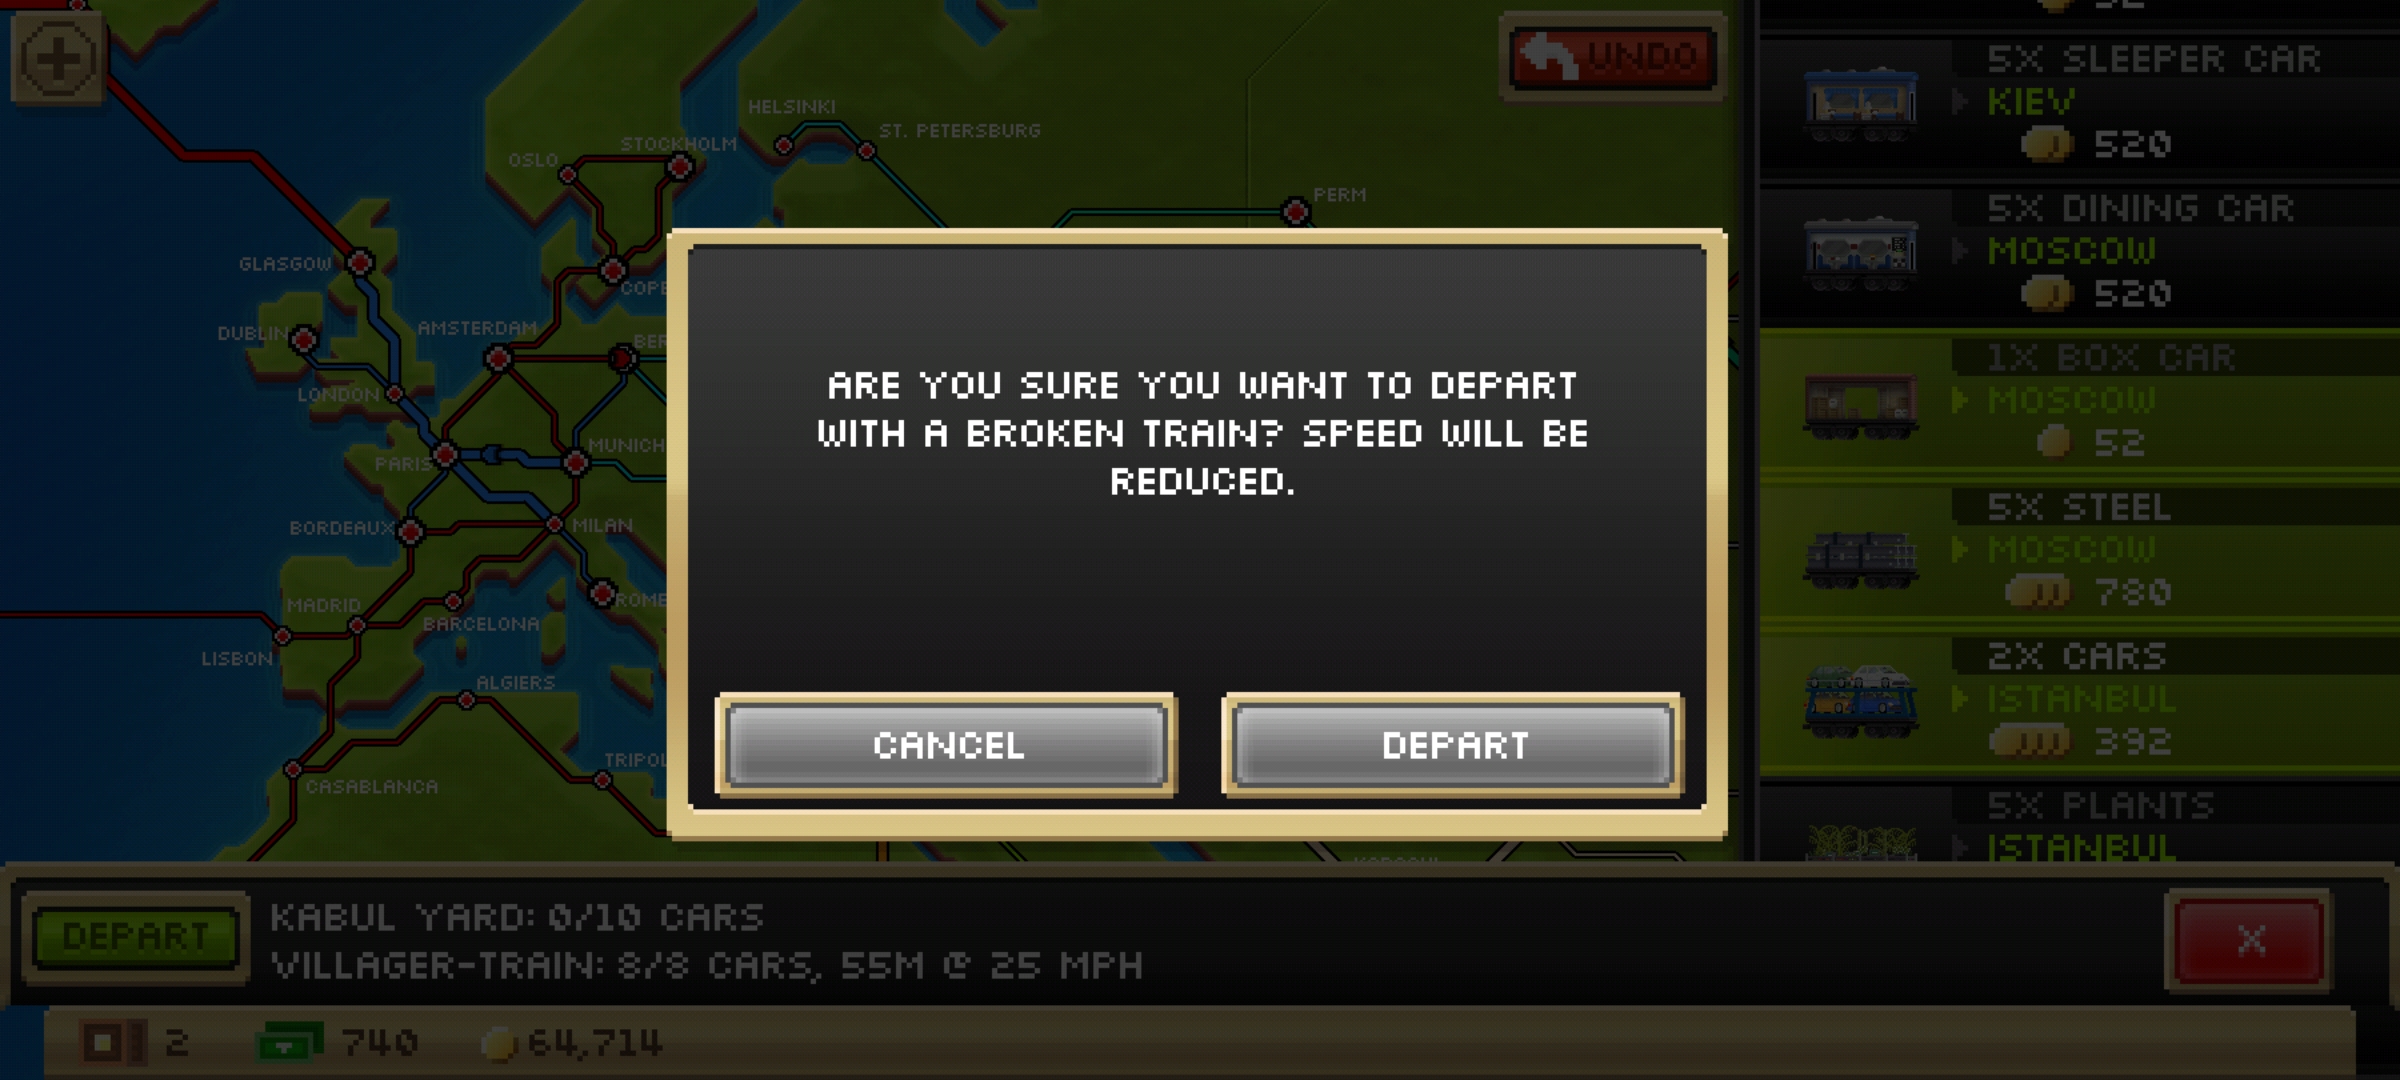 UNDO
HELSINKI
ST. PETERSBURG
STOCKHOLM
OSLO
PERM
GLASGOW
DUBLIN
AMSTERDAM
LONDON
PARIS
MUNICH
BORDEAUX
MILAN
MADRID
BARCELONA
LISBON
ALGIERS
CASABLANCA
ROME
ARE YOU SURE YOU WANT TO DEPART
WITH A BROKEN TRAIN? SPEED WILL BE
REDUCED.
CANCEL
DEPART
5X SLEEPER CAR
KIEV
520
5X DINING CAR
MOSCOW
520
1X BOX CAR
MOSCOW
52
5X STEEL
MOSCOW
780
2X CARS
ISTANBUL
392
5X PLANTS
ISTANBUL
DEPART
KABUL YARD: 0/10 CARS
VILLAGER-TRAIN: 8/8 CARS, 55M @ 25 MPH
X
2
740
64,714